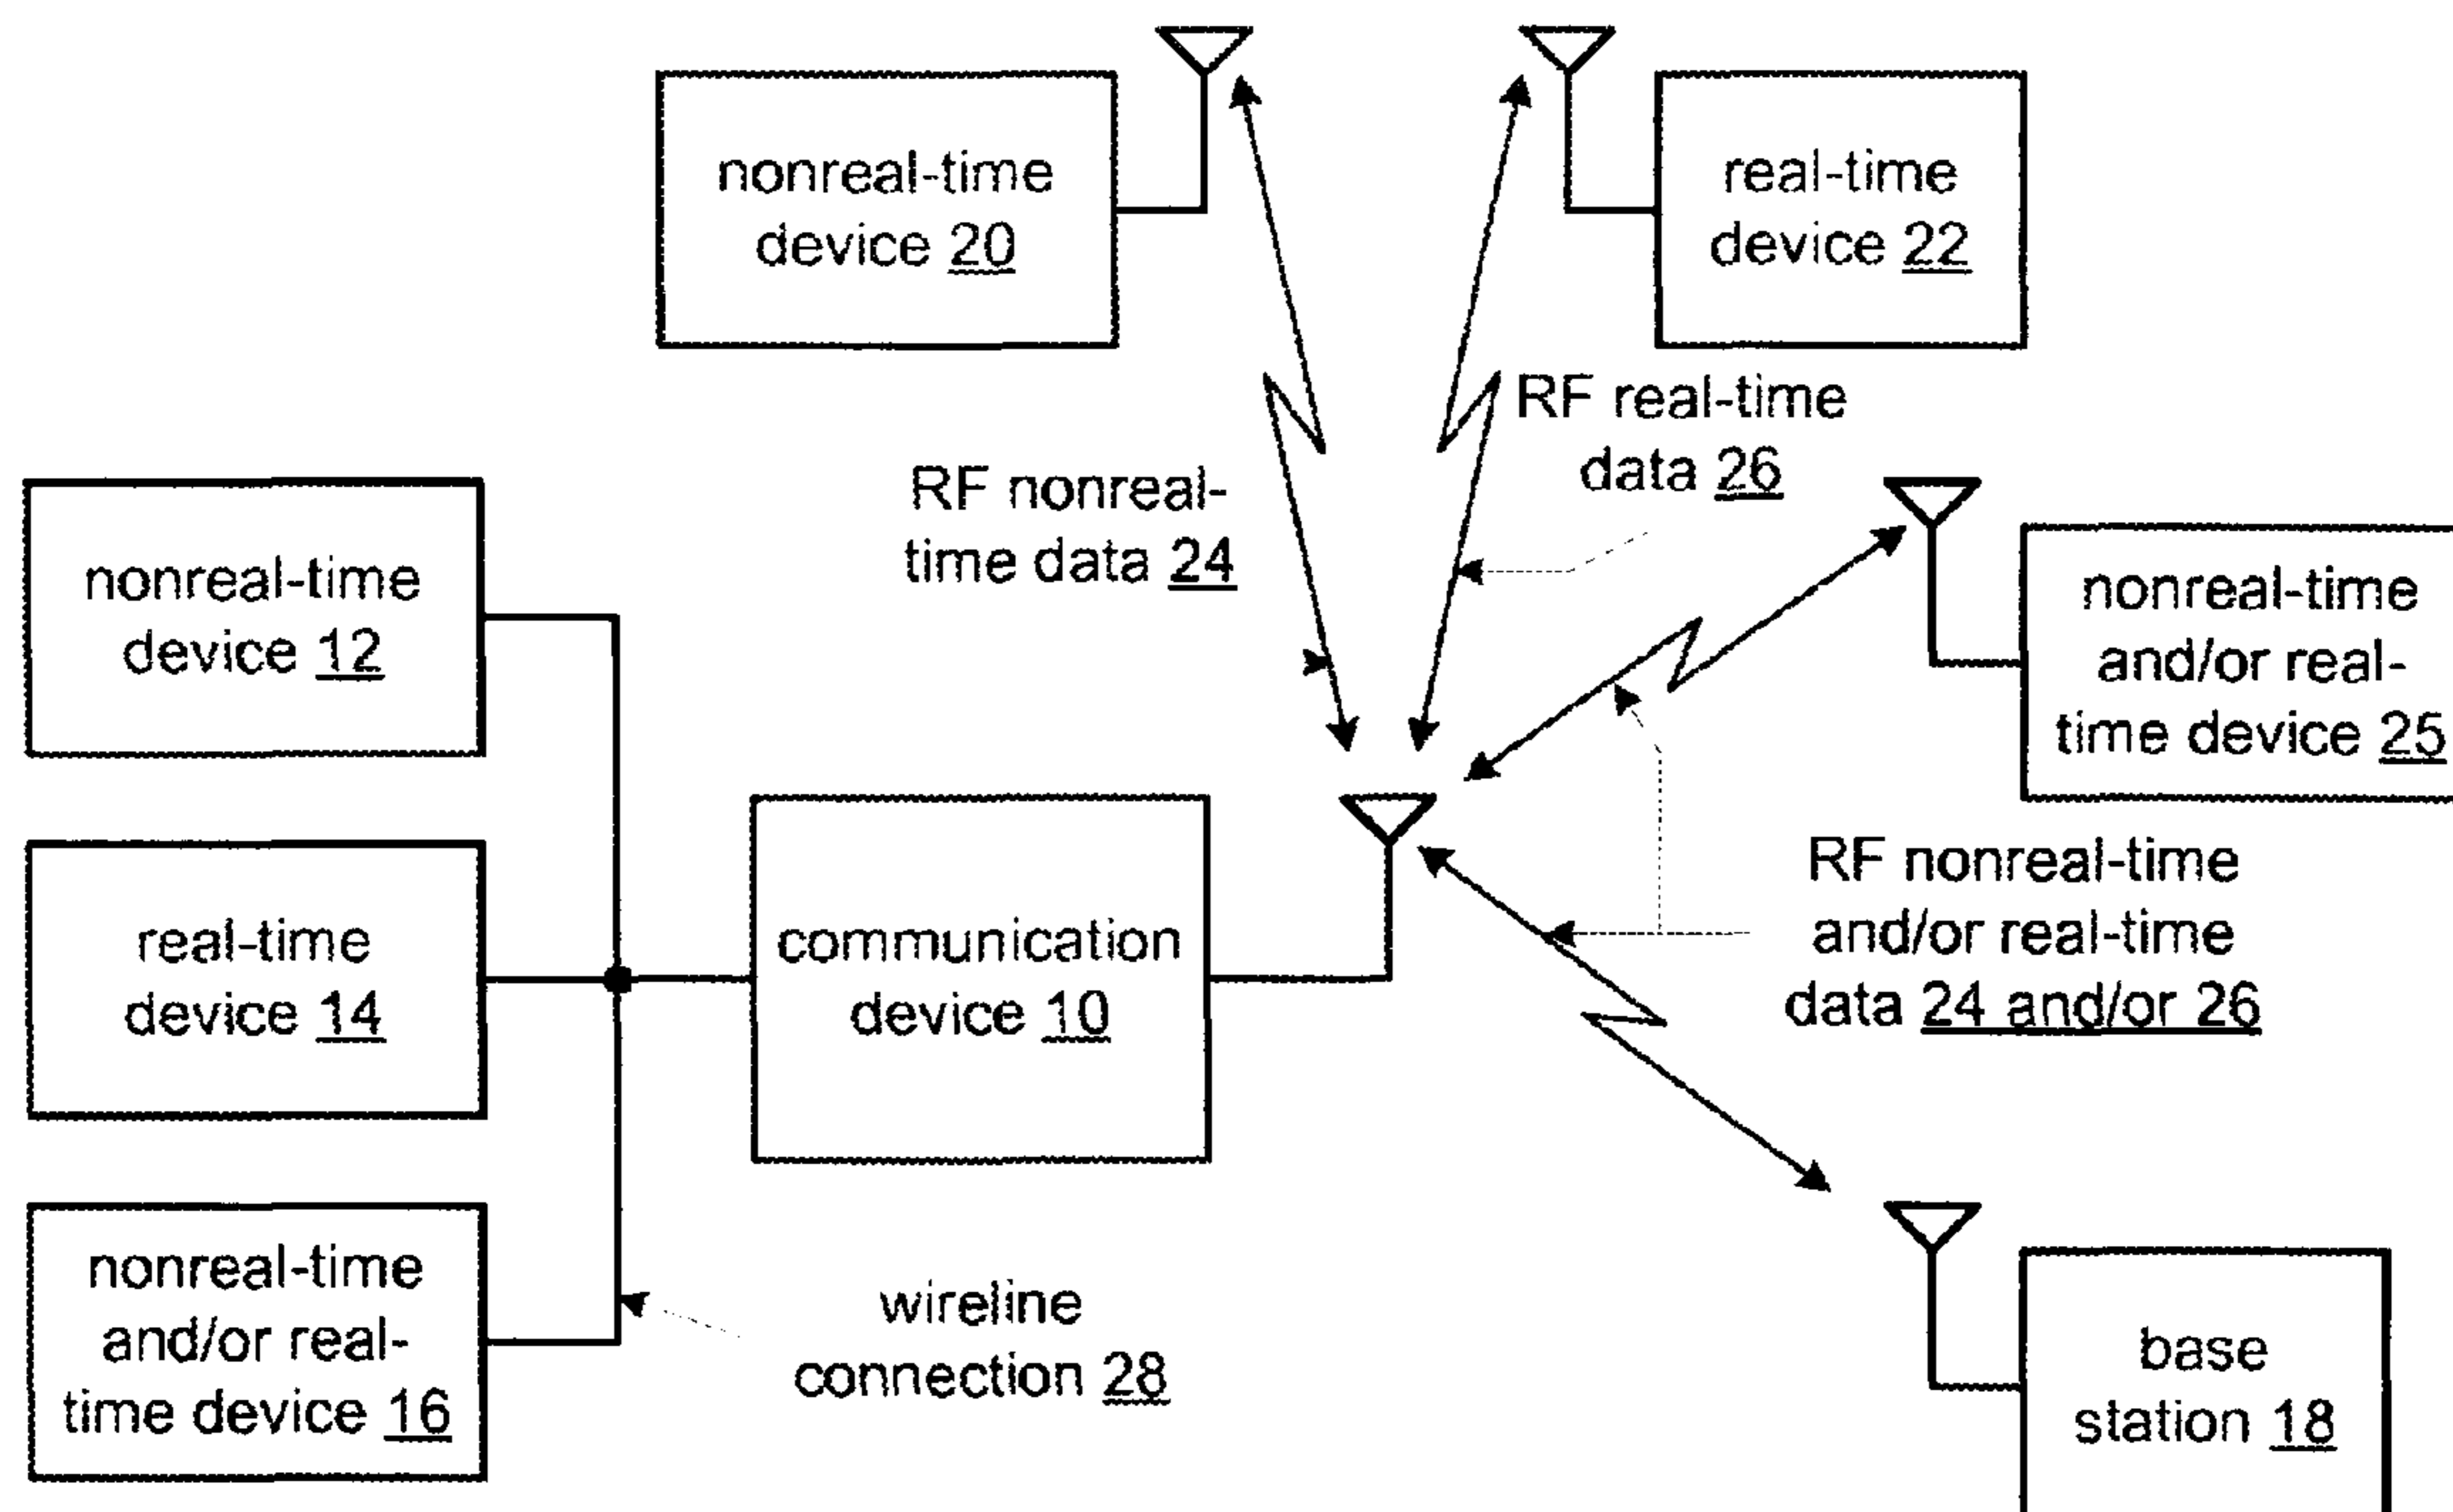 nonreal-time
device 20
real-time
device 22
RF real-time
data 26
RF nonreal-
time data 24
nonreal-time
device 12
nonreal-time
and/or real-
time device 25
real-time
device 14
communication
device 10
RF nonreal-time
and/or real-time
data 24 and/or 26
nonreal-time
and/or real-
time device 16
wireline
connection 28
base
station 18